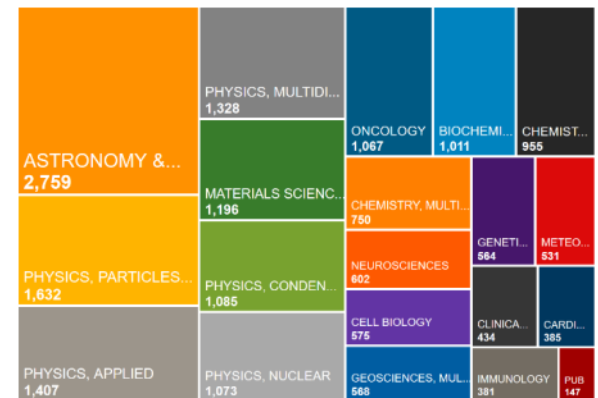 ASTRONOMY &...
2,759
PHYSICS, PARTICLES...
1,632
PHYSICS, APPLIED
1,407
PHYSICS, MULTIDI...
1,328
MATERIALS SCIENC...
1,196
PHYSICS, CONDEN...
1,085
PHYSICS, NUCLEAR
1,073
ONCOLOGY
1,067
BIOCHEMI...
1,011
CHEMIST...
955
CHEMISTRY, MULTI...
750
NEUROSCIENCES
602
CELL BIOLOGY
575
GEOSCIENCES, MUL...
568
GENETI...
564
METEO...
531
CLINICA...
434
CARDI...
385
IMMUNOLOGY
381
PUB
147